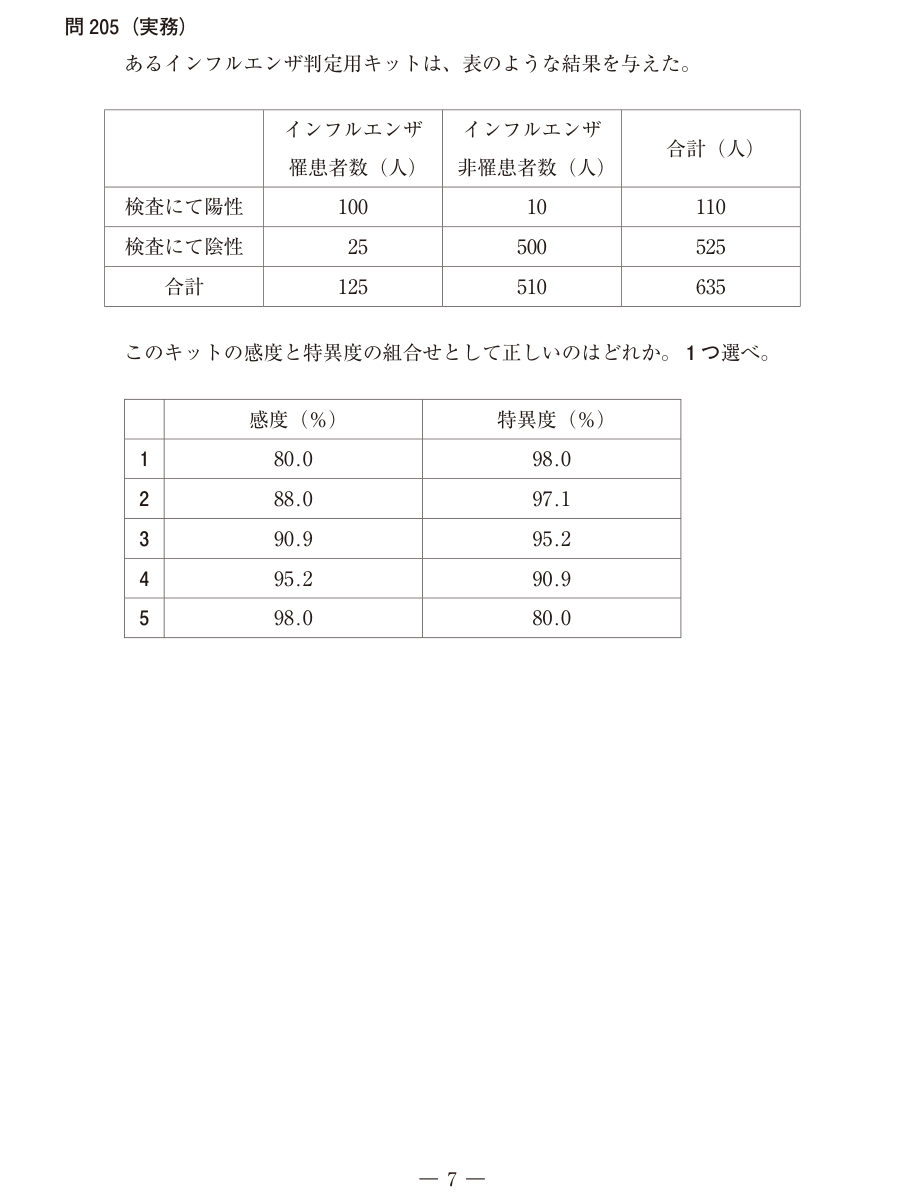 問 205（実務）
あるインフルエンザ判定用キットは、表のような結果を与えた。
インフルエンザ罹患者数（人） インフルエンザ非罹患者数（人） 合計（人）
検査にて陽性 100 10 110
検査にて陰性 25 500 525
合計 125 510 635
このキットの感度と特異度の組合せとして正しいのはどれか。1つ選べ。
感度（％） 特異度（％）
1 80.0 98.0
2 88.0 97.1
3 90.9 95.2
4 95.2 90.9
5 98.0 80.0
— 7 —